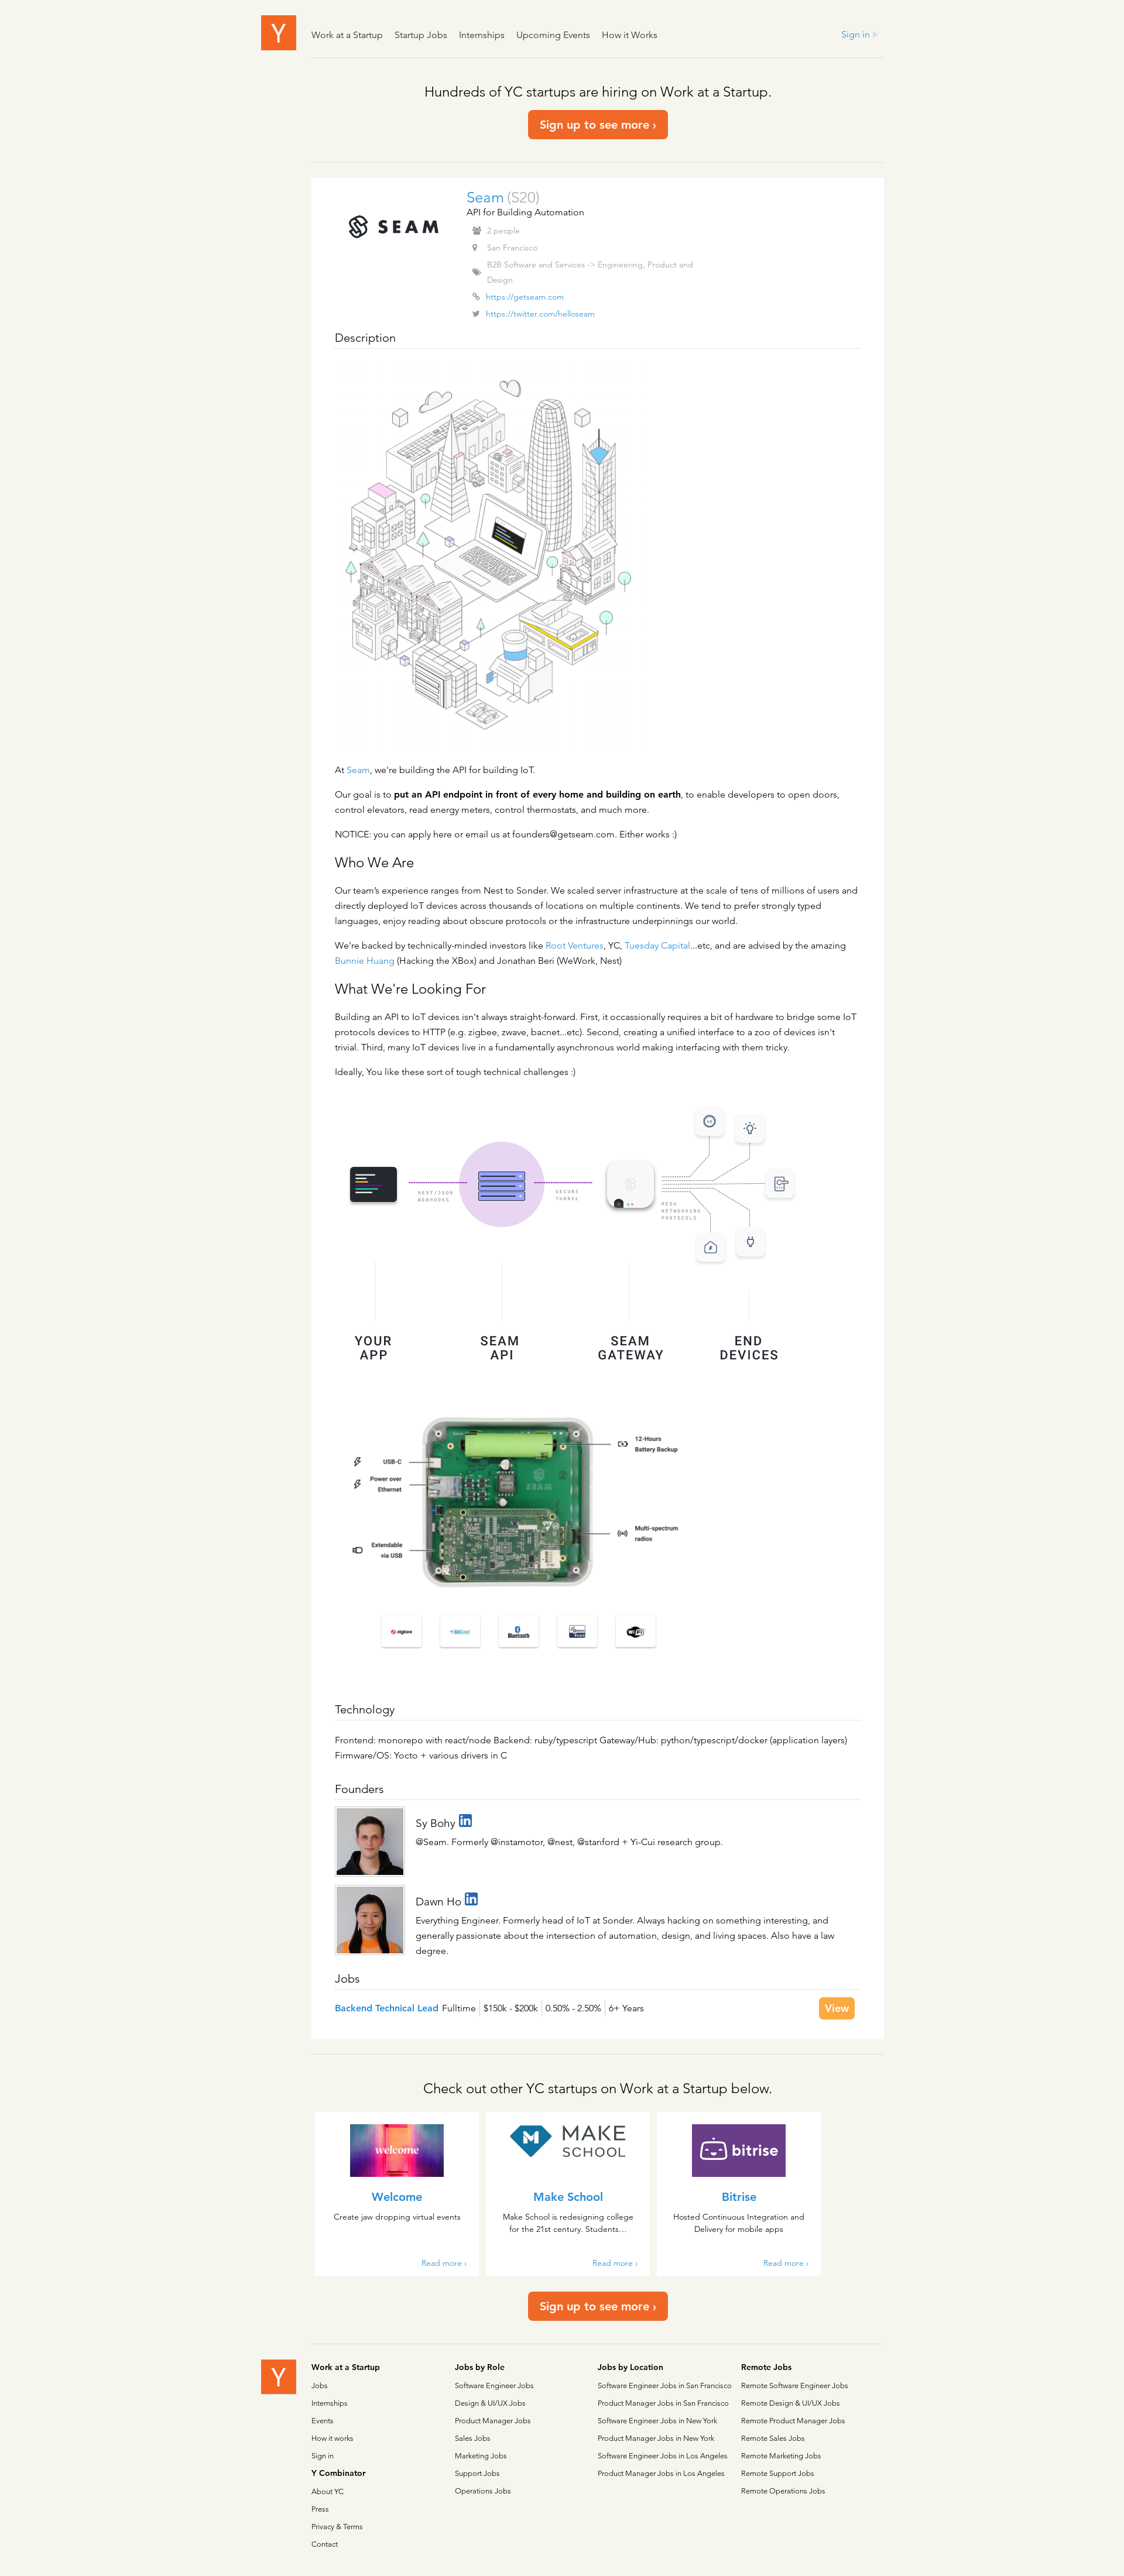 Y
Work at a Startup Startup Jobs Internships Upcoming Events How it Works Sign in
Hundreds of YC startups are hiring on Work at a Startup.
Sign up to see more ›
SEAM
Seam (S20)
API for Building Automation
2 people
San Francisco
B2B Software and Services -> Engineering, Product and
Design
https://getseam.com
https://twitter.com/helloseam
Description
At Seam, we're building the API for building IoT.
Our goal is to put an API endpoint in front of every home and building on earth, to enable developers to open doors,
control elevators, read energy meters, control thermostats, and much more.
NOTICE: you can apply here or email us at founders@getseam.com. Either works :)
Who We Are
Our team's experience ranges from Nest to Sonder. We scaled server infrastructure at the scale of tens of millions of users and
directly deployed IoT devices across thousands of locations on multiple continents. We tend to prefer strongly typed
languages, enjoy reading about obscure protocols or the infrastructure underpinnings our world.
We're backed by technically-minded investors like Root Ventures, YC, Tuesday Capital...etc, and are advised by the amazing
Bunnie Huang (Hacking the XBox) and Jonathan Beri (WeWork, Nest)
What We're Looking For
Building an API to IoT devices isn't always straight-forward. First, it occassionally requires a bit of hardware to bridge some IoT
protocols devices to HTTP (e.g. zigbee, zwave, bacnet...etc). Second, creating a unified interface to a zoo of devices isn't
trivial. Third, many IoT devices live in a fundamentally asynchronous world making interfacing with them tricky.
Ideally, You like these sort of tough technical challenges :)
REST/JSON
WEBHOOKS
SECURE
TUNNEL
MESH
NETWORKING
PROTOCOLS
YOUR
APP
SEAM
API
SEAM
GATEWAY
END
DEVICES
12-Hours
Battery Backup
USB-C
Power over
Ethernet
SEAM
Extendable
via USB
Multi-spectrum
radios
zigbee
BACnet
Bluetooth
WiFi
Technology
Frontend: monorepo with react/node Backend: ruby/typescript Gateway/Hub: python/typescript/docker (application layers)
Firmware/OS: Yocto + various drivers in C
Founders
Sy Bohy in
@Seam. Formerly @instamotor, @nest, @stanford + Yi-Cui research group.
Dawn Ho in
Everything Engineer. Formerly head of IoT at Sonder. Always hacking on something interesting, and
generally passionate about the intersection of automation, design, and living spaces. Also have a law
degree.
Jobs
Backend Technical Lead Fulltime $150k - $200k 0.50% - 2.50% 6+ Years View
Check out other YC startups on Work at a Startup below.
welcome
Welcome
Create jaw dropping virtual events
Read more ›
MAKE
SCHOOL
Make School
Make School is redesigning college
for the 21st century. Students…
Read more ›
bitrise
Bitrise
Hosted Continuous Integration and
Delivery for mobile apps
Read more ›
Sign up to see more ›
Y
Work at a Startup
Jobs
Internships
Events
How it works
Sign in
Y Combinator
About YC
Press
Privacy & Terms
Contact
Jobs by Role
Software Engineer Jobs
Design & UI/UX Jobs
Product Manager Jobs
Sales Jobs
Marketing Jobs
Support Jobs
Operations Jobs
Jobs by Location
Software Engineer Jobs in San Francisco
Product Manager Jobs in San Francisco
Software Engineer Jobs in New York
Product Manager Jobs in New York
Software Engineer Jobs in Los Angeles
Product Manager Jobs in Los Angeles
Remote Jobs
Remote Software Engineer Jobs
Remote Design & UI/UX Jobs
Remote Product Manager Jobs
Remote Sales Jobs
Remote Marketing Jobs
Remote Support Jobs
Remote Operations Jobs